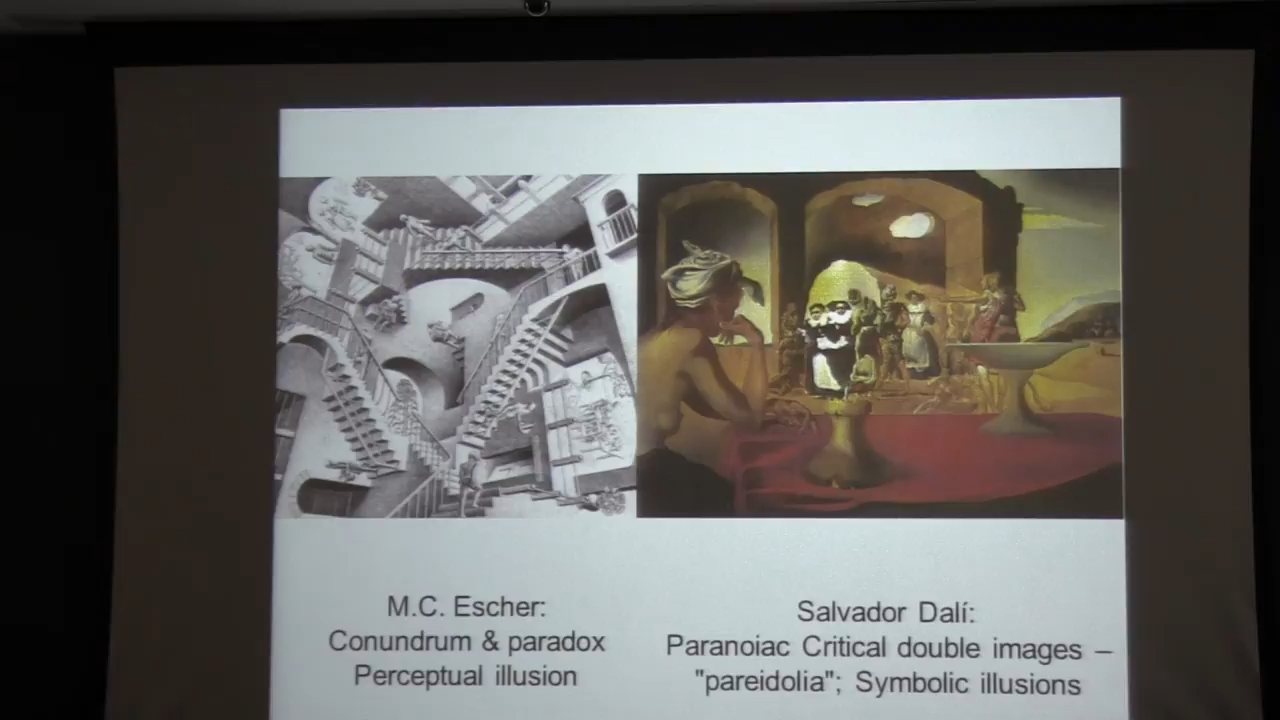 M.C. Escher:
Conundrum & paradox
Perceptual illusion
Salvador Dalí:
Paranoiac Critical double images –
"pareidolia"; Symbolic illusions